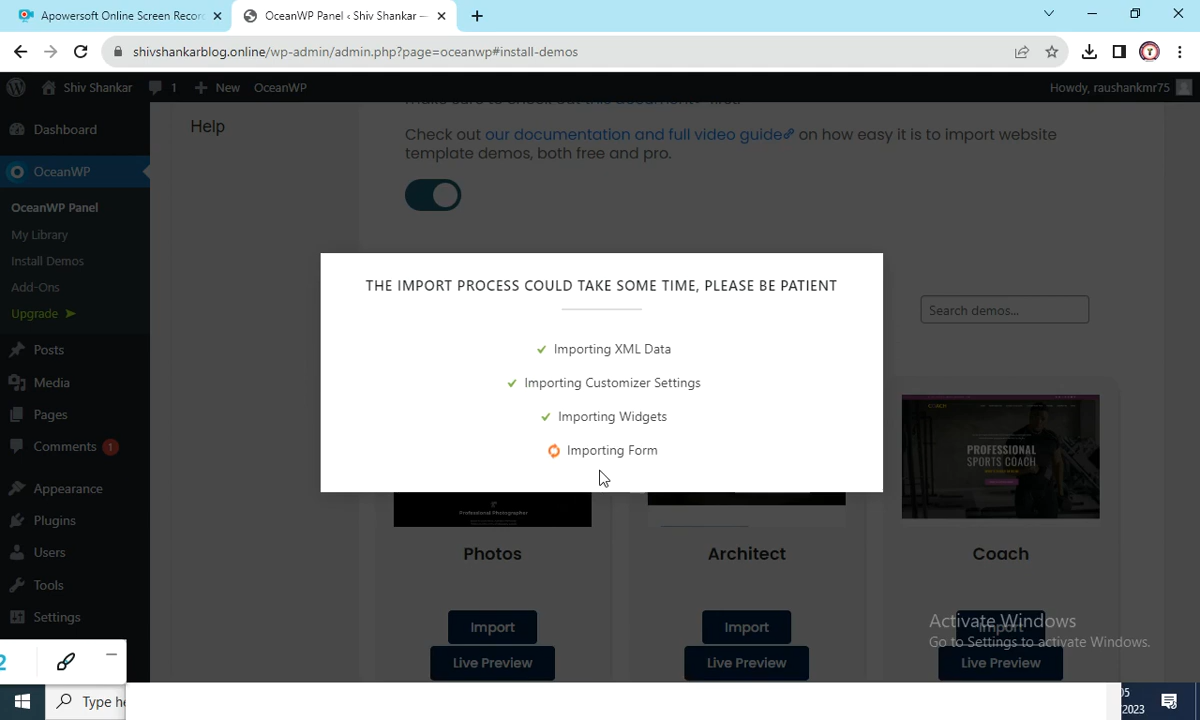 Apowersoft Online Screen Recor
OceanWP Panel ‹ Shiv Shankar —
shivshankarblog.online/wp-admin/admin.php?page=oceanwp#install-demos
Shiv Shankar
1
New
OceanWP
Howdy, raushankmr75
Dashboard
OceanWP
OceanWP Panel
My Library
Install Demos
Add-Ons
Upgrade ➤
Posts
Media
Pages
Comments 1
Appearance
Plugins
Users
Tools
Settings
Help
Check out our documentation and full video guide on how easy it is to import website
template demos, both free and pro.
Search demos...
THE IMPORT PROCESS COULD TAKE SOME TIME, PLEASE BE PATIENT
Importing XML Data
Importing Customizer Settings
Importing Widgets
Importing Form
COACH
PROFESSIONAL
SPORTS COACH
Professional Photographer
Photos
Architect
Coach
Import
Import
Import
Live Preview
Live Preview
Live Preview
Activate Windows
Go to Settings to activate Windows.
2
Type he
05
2023